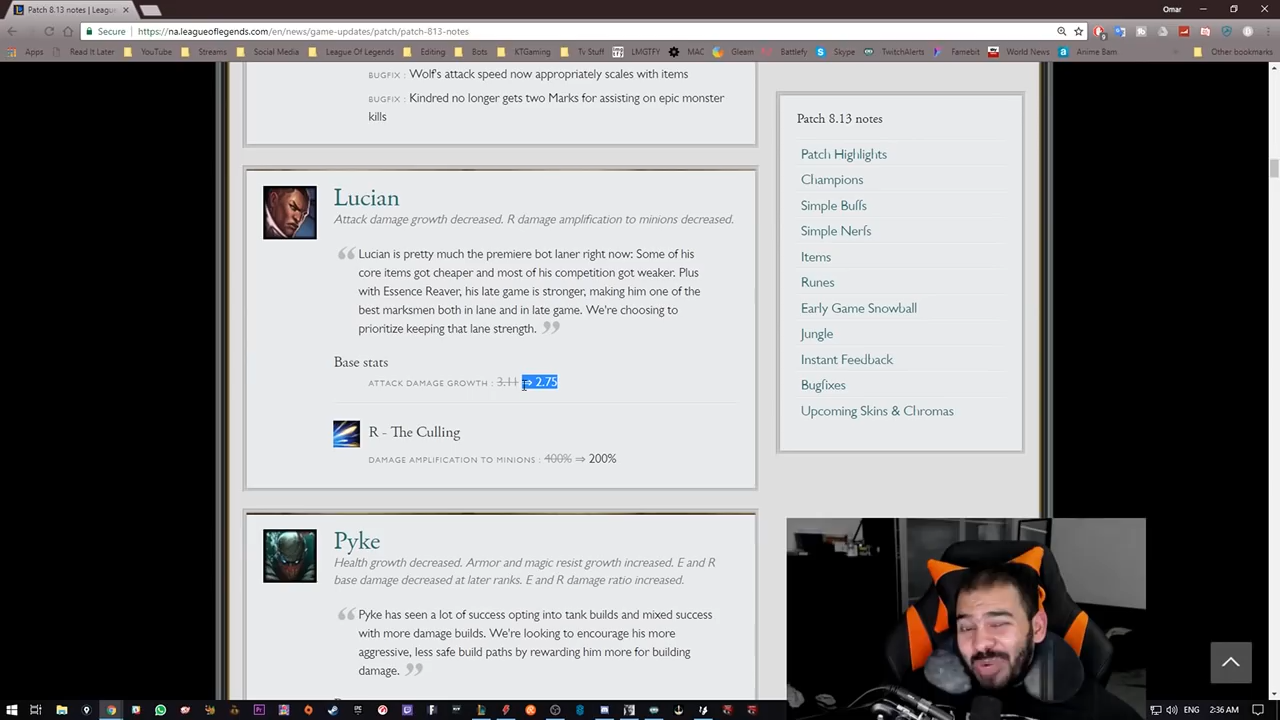 Patch 8.13 notes | Leagu
Omar
Secure
https://na.leagueoflegends.com/en/news/game-updates/patch/patch-813-notes
Apps
Read It Later
YouTube
Streams
Social Media
League Of Legends
Editing
Bots
KTGaming
Tv Stuff
LMGTFY
MAC
Gleam
Battlefy
Skype
TwitchAlerts
Farnebit
World News
Anime Bam
Other bookmarks
BUGFIX : Wolf's attack speed now appropriately scales with items
BUGFIX : Kindred no longer gets two Marks for assisting on epic monster
kills
Lucian
Attack damage growth decreased. R damage amplification to minions decreased.
Lucian is pretty much the premiere bot laner right now: Some of his
core items got cheaper and most of his competition got weaker. Plus
with Essence Reaver, his late game is stronger, making him one of the
best marksmen both in lane and in late game. We're choosing to
prioritize keeping that lane strength.
Base stats
ATTACK DAMAGE GROWTH : 3.11 ⇒ 2.75
R - The Culling
DAMAGE AMPLIFICATION TO MINIONS : 400% ⇒ 200%
Pyke
Health growth decreased. Armor and magic resist growth increased. E and R
base damage decreased at later ranks. E and R damage ratio increased.
Pyke has seen a lot of success opting into tank builds and mixed success
with more damage builds. We're looking to encourage his more
aggressive, less safe build paths by rewarding him more for building
damage.
Patch 8.13 notes
Patch Highlights
Champions
Simple Buffs
Simple Nerfs
Items
Runes
Early Game Snowball
Jungle
Instant Feedback
Bugfixes
Upcoming Skins & Chromas
ENG
2:36 AM